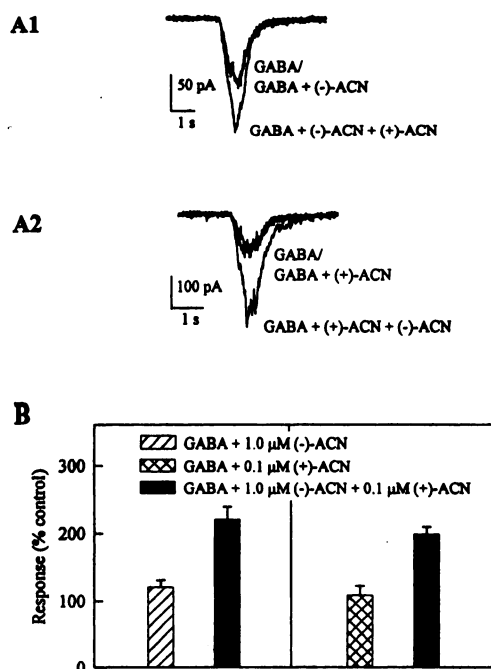 A1
GABA/
GABA + (-)-ACN
50 pA
1 s
GABA + (-)-ACN + (+)-ACN
A2
GABA/
GABA + (+)-ACN
100 pA
1 s
GABA + (+)-ACN + (-)-ACN
B
GABA + 1.0 μM (-)-ACN
GABA + 0.1 μM (+)-ACN
GABA + 1.0 μM (-)-ACN + 0.1 μM (+)-ACN
Response (% control)
300
200
100
0